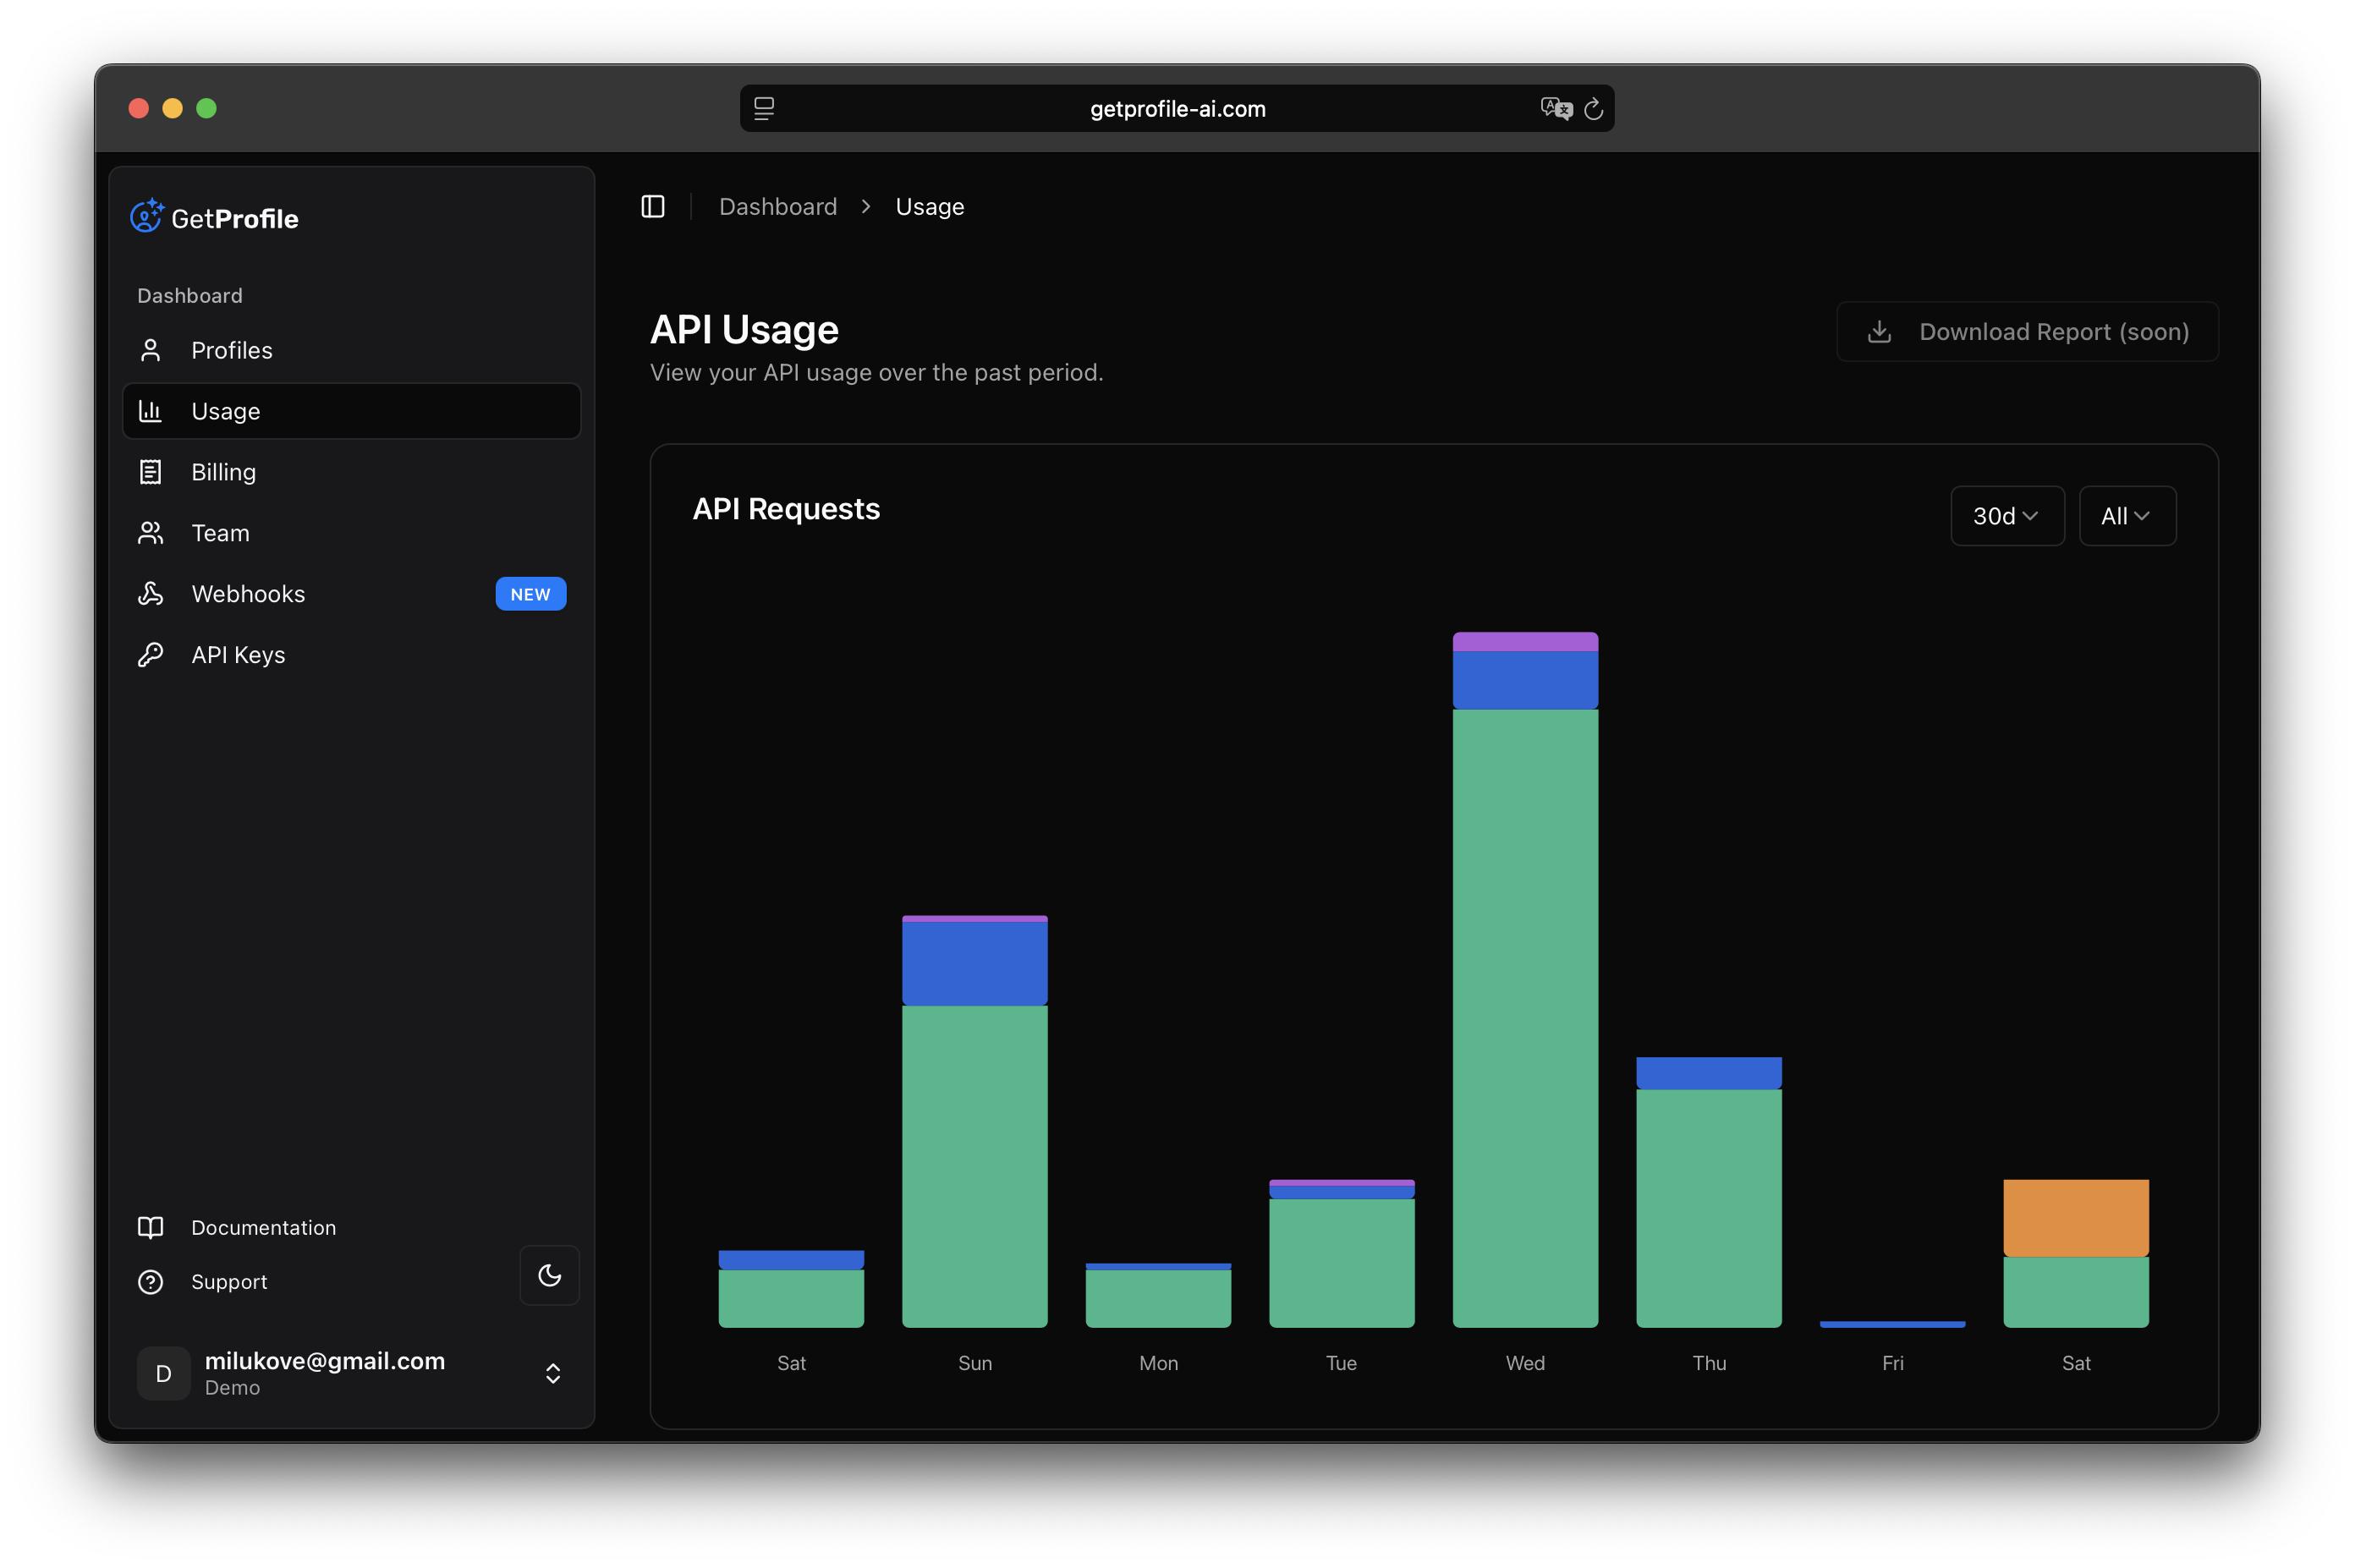 getprofile-ai.com
GetProfile
Dashboard
Profiles
Usage
Billing
Team
Webhooks NEW
API Keys
Documentation
Support
D
milukove@gmail.com
Demo
Dashboard > Usage
API Usage
View your API usage over the past period.
Download Report (soon)
API Requests
30d
All
Sat Sun Mon Tue Wed Thu Fri Sat